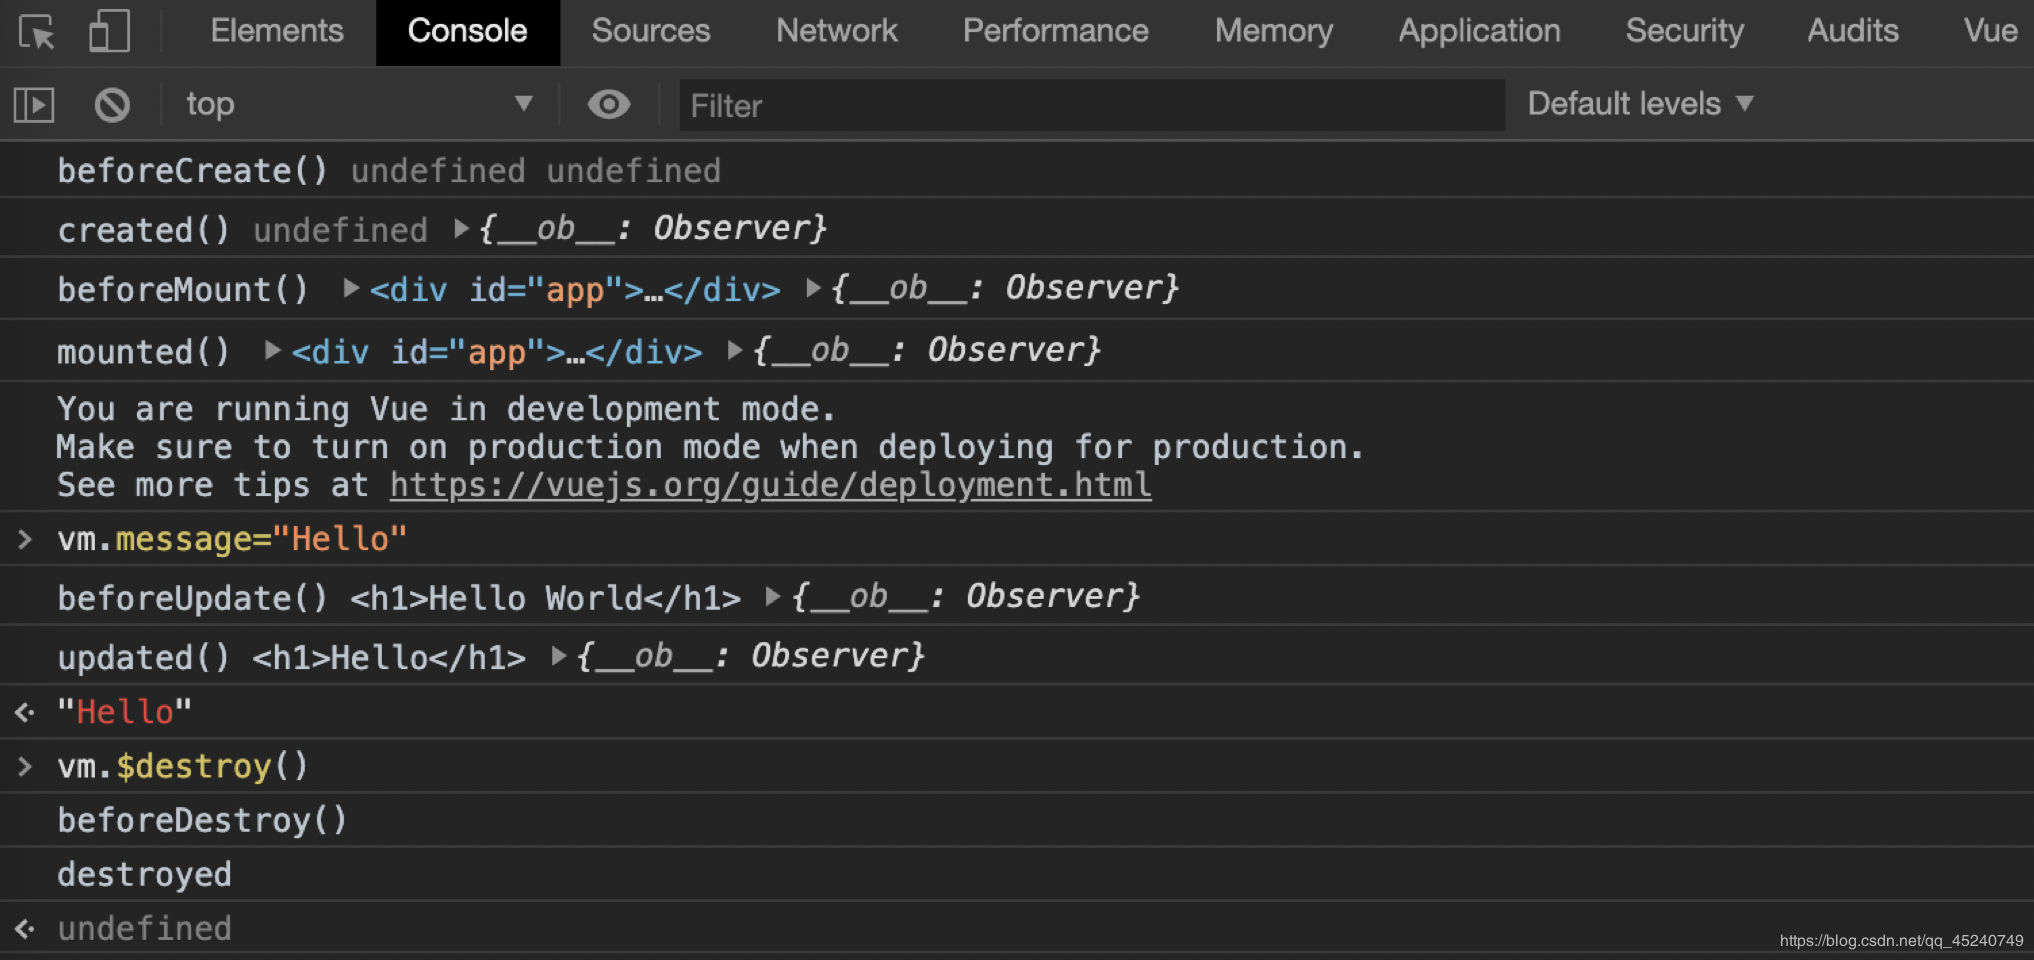 Elements Console Sources Network Performance Memory Application Security Audits Vue
top Filter Default levels
beforeCreate() undefined undefined
created() undefined {__ob__: Observer}
beforeMount() <div id="app">…</div> {__ob__: Observer}
mounted() <div id="app">…</div> {__ob__: Observer}
You are running Vue in development mode.
Make sure to turn on production mode when deploying for production.
See more tips at https://vuejs.org/guide/deployment.html
vm.message="Hello"
beforeUpdate() <h1>Hello World</h1> {__ob__: Observer}
updated() <h1>Hello</h1> {__ob__: Observer}
"Hello"
vm.$destroy()
beforeDestroy()
destroyed
undefined
https://blog.csdn.net/qq_45240749